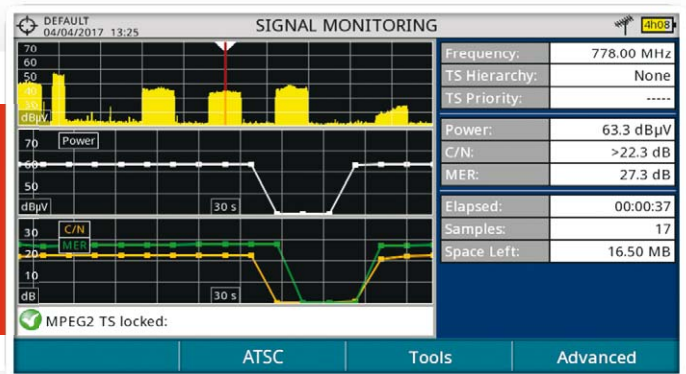 DEFAULT
04/04/2017 13:25
SIGNAL MONITORING
4h08
70
60
50
40
30
dBµV
70
Power
60
50
dBµV
30 s
30
C/N
MER
20
10
dB
30 s
MPEG2 TS locked:
Frequency: 778.00 MHz
TS Hierarchy: None
TS Priority: -----
Power: 63.3 dBµV
C/N: >22.3 dB
MER: 27.3 dB
Elapsed: 00:00:37
Samples: 17
Space Left: 16.50 MB
ATSC
Tools
Advanced